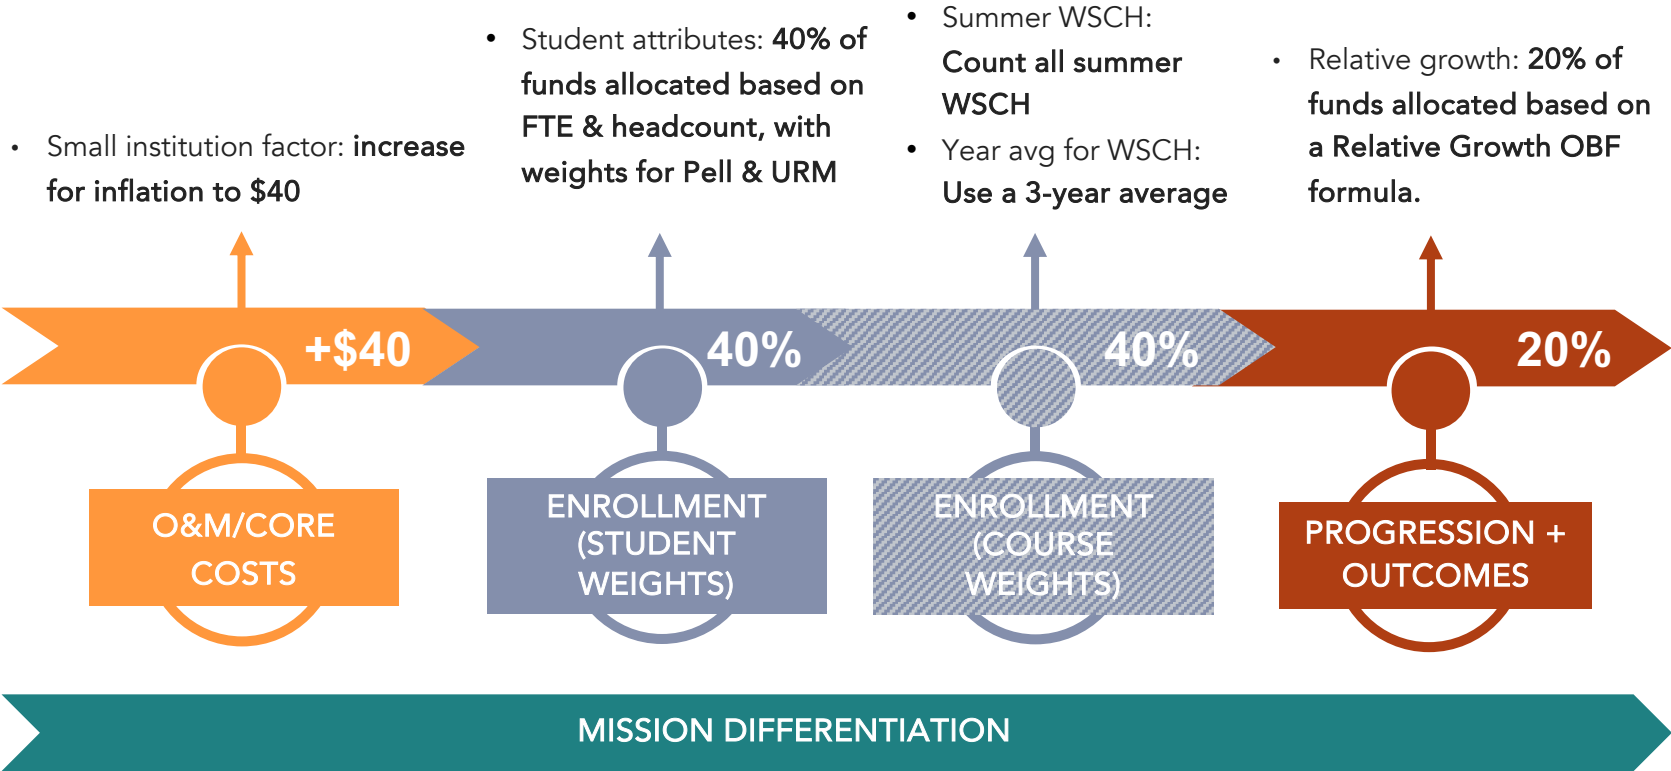 • Small institution factor: increase
for inflation to $40
• Student attributes: 40% of
funds allocated based on
FTE & headcount, with
weights for Pell & URM
• Summer WSCH:
Count all summer
WSCH
• Year avg for WSCH:
Use a 3-year average
• Relative growth: 20% of
funds allocated based on
a Relative Growth OBF
formula.
+$40
40%
40%
20%
O&M/CORE
COSTS
ENROLLMENT
(STUDENT
WEIGHTS)
ENROLLMENT
(COURSE
WEIGHTS)
PROGRESSION +
OUTCOMES
MISSION DIFFERENTIATION